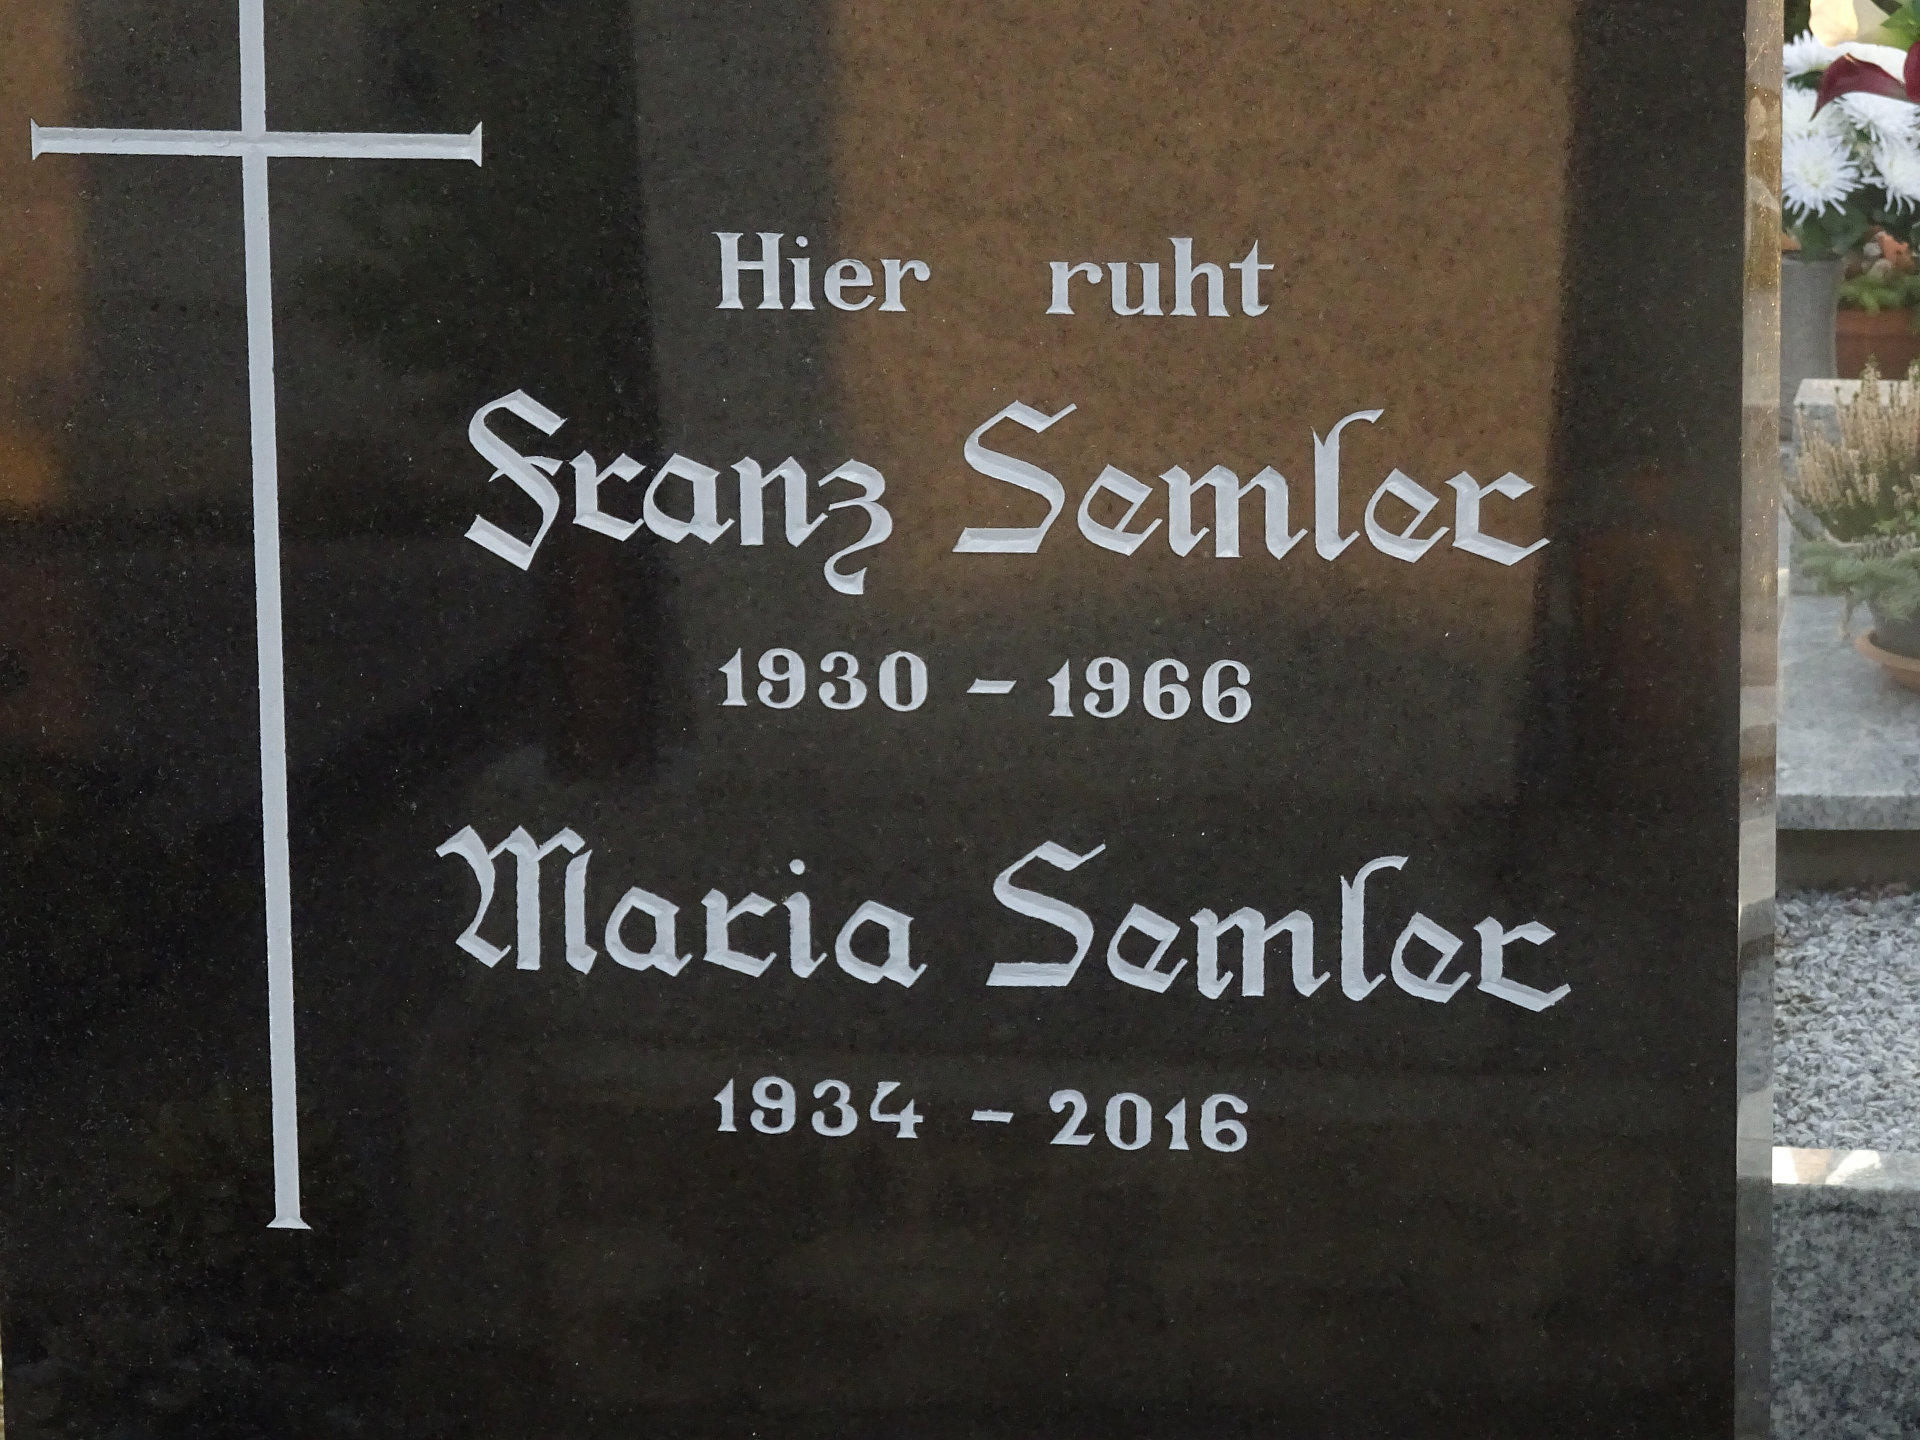 Hier ruht
Franz Semler
1930 - 1966
Maria Semler
1934 - 2016